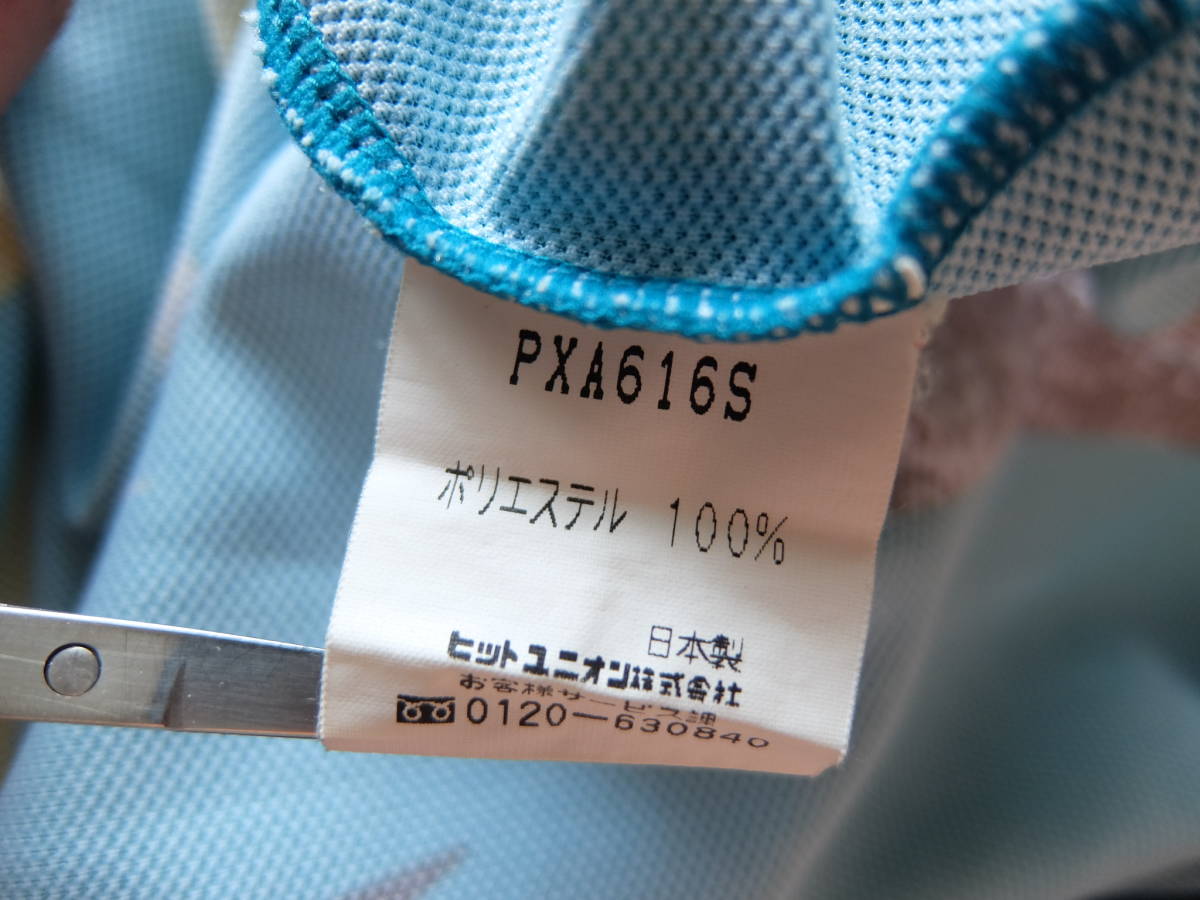 PXA616S
ポリエステル 100%
日本製
ヒットユニオン株式会社
お客様サービス課
0120-630840